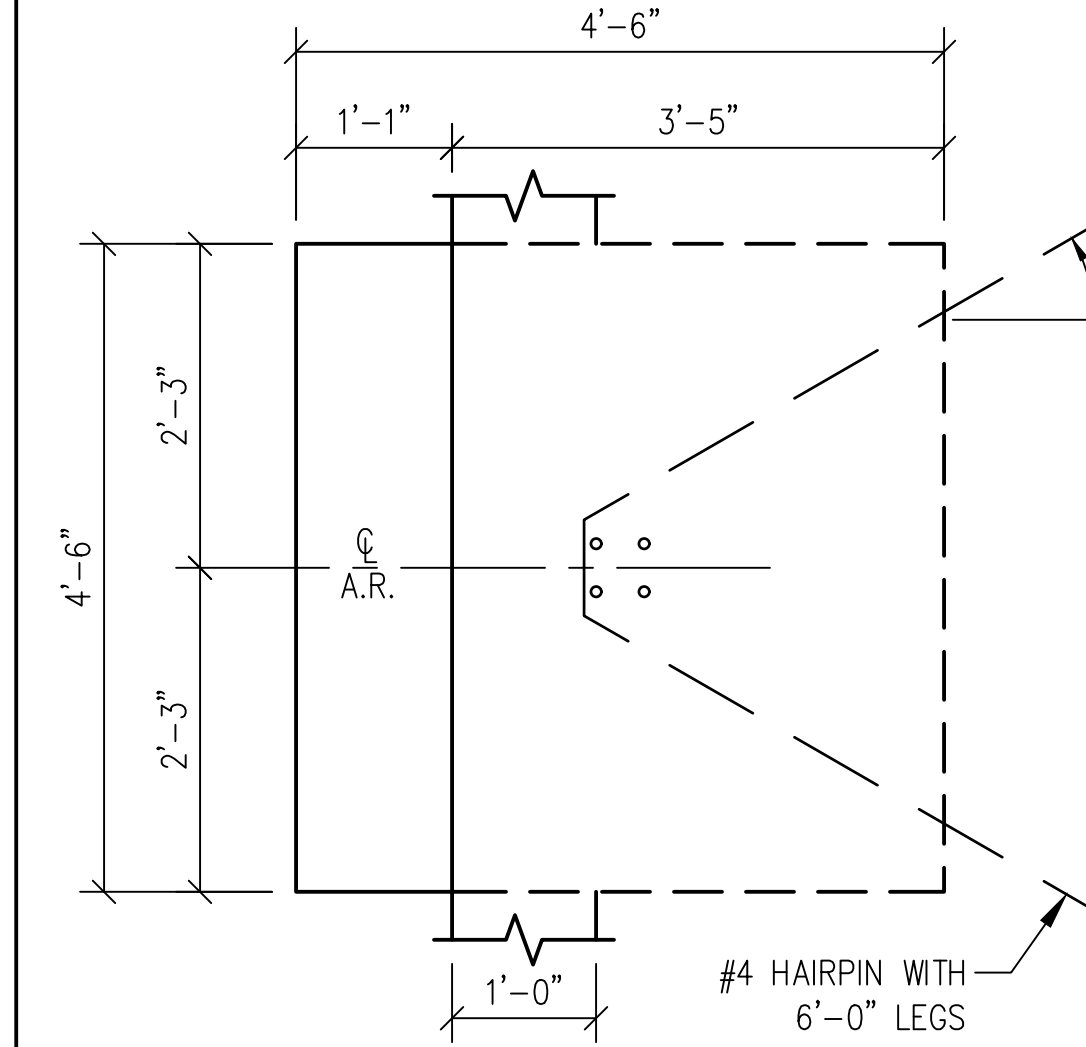 4'-6"
1'-1"
3'-5"
2'-3"
4'-6"
℄
A.R.
2'-3"
1'-0"
#4 HAIRPIN WITH
6'-0" LEGS